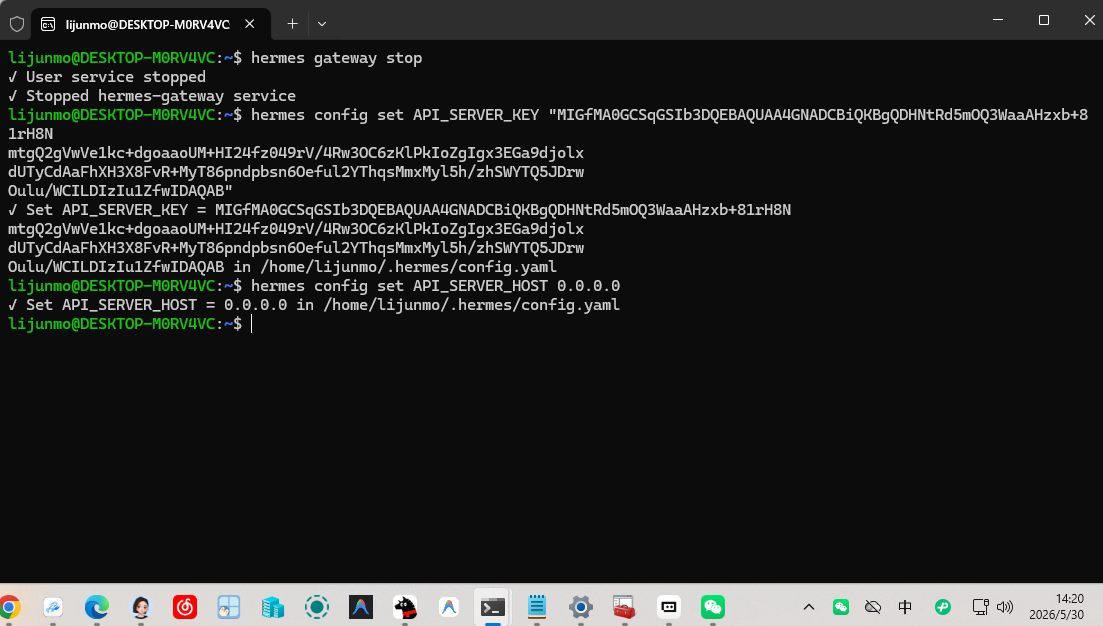 lijunmo@DESKTOP-M0RV4VC
lijunmo@DESKTOP-M0RV4VC:~$ hermes gateway stop
√ User service stopped
√ Stopped hermes-gateway service
lijunmo@DESKTOP-M0RV4VC:~$ hermes config set API_SERVER_KEY "MIGfMA0GCSqGSIb3DQEBAQUAA4GNADCBiQKBgQDHNtRd5mOQ3WaaAHzxb+8
1rH8N
mtgQ2gVwVe1kc+dgoaaoUM+HI24fz049rV/4Rw3OC6zKlPkIoZgIgx3EGa9djolx
dUTyCdAaFhXH3X8FvR+MyT86pndpbsn6Oeful2YThqsMmxMyl5h/zhSWYTQ5JDrw
Oulu/WCILDIzIu1ZfwIDAQAB"
√ Set API_SERVER_KEY = MIGfMA0GCSqGSIb3DQEBAQUAA4GNADCBiQKBgQDHNtRd5mOQ3WaaAHzxb+81rH8N
mtgQ2gVwVe1kc+dgoaaoUM+HI24fz049rV/4Rw3OC6zKlPkIoZgIgx3EGa9djolx
dUTyCdAaFhXH3X8FvR+MyT86pndpbsn6Oeful2YThqsMmxMyl5h/zhSWYTQ5JDrw
Oulu/WCILDIzIu1ZfwIDAQAB in /home/lijunmo/.hermes/config.yaml
lijunmo@DESKTOP-M0RV4VC:~$ hermes config set API_SERVER_HOST 0.0.0.0
√ Set API_SERVER_HOST = 0.0.0.0 in /home/lijunmo/.hermes/config.yaml
lijunmo@DESKTOP-M0RV4VC:~$
中
14:20
2026/5/30